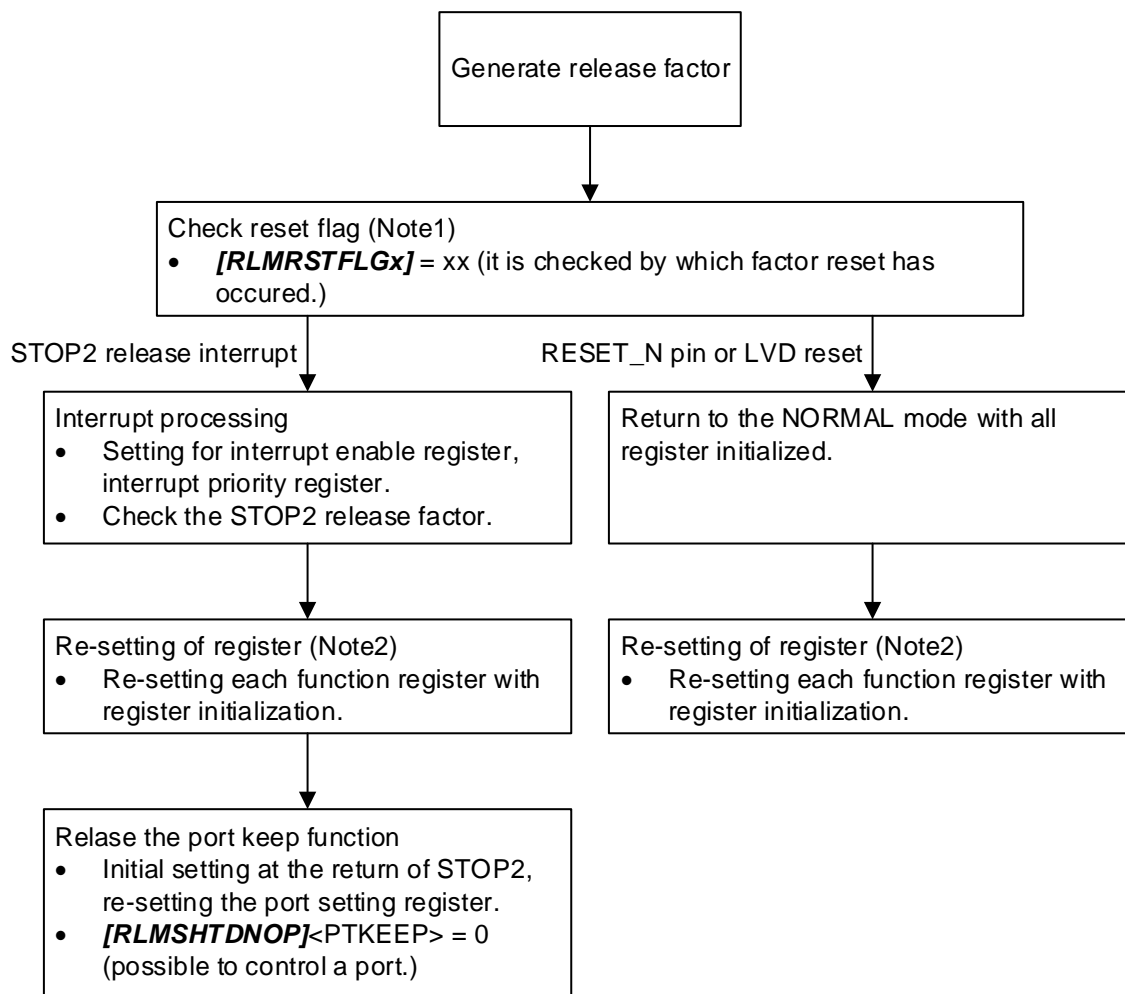 Generate release factor
Check reset flag (Note1)
• [RLMRSTFLGx] = xx (it is checked by which factor reset has
occured.)
STOP2 release interrupt
RESET_N pin or LVD reset
Interrupt processing
• Setting for interrupt enable register,
interrupt priority register.
• Check the STOP2 release factor.
Return to the NORMAL mode with all
register initialized.
Re-setting of register (Note2)
• Re-setting each function register with
register initialization.
Re-setting of register (Note2)
• Re-setting each function register with
register initialization.
Relase the port keep function
• Initial setting at the return of STOP2,
re-setting the port setting register.
• [RLMSHTDNOP]<PTKEEP> = 0
(possible to control a port.)